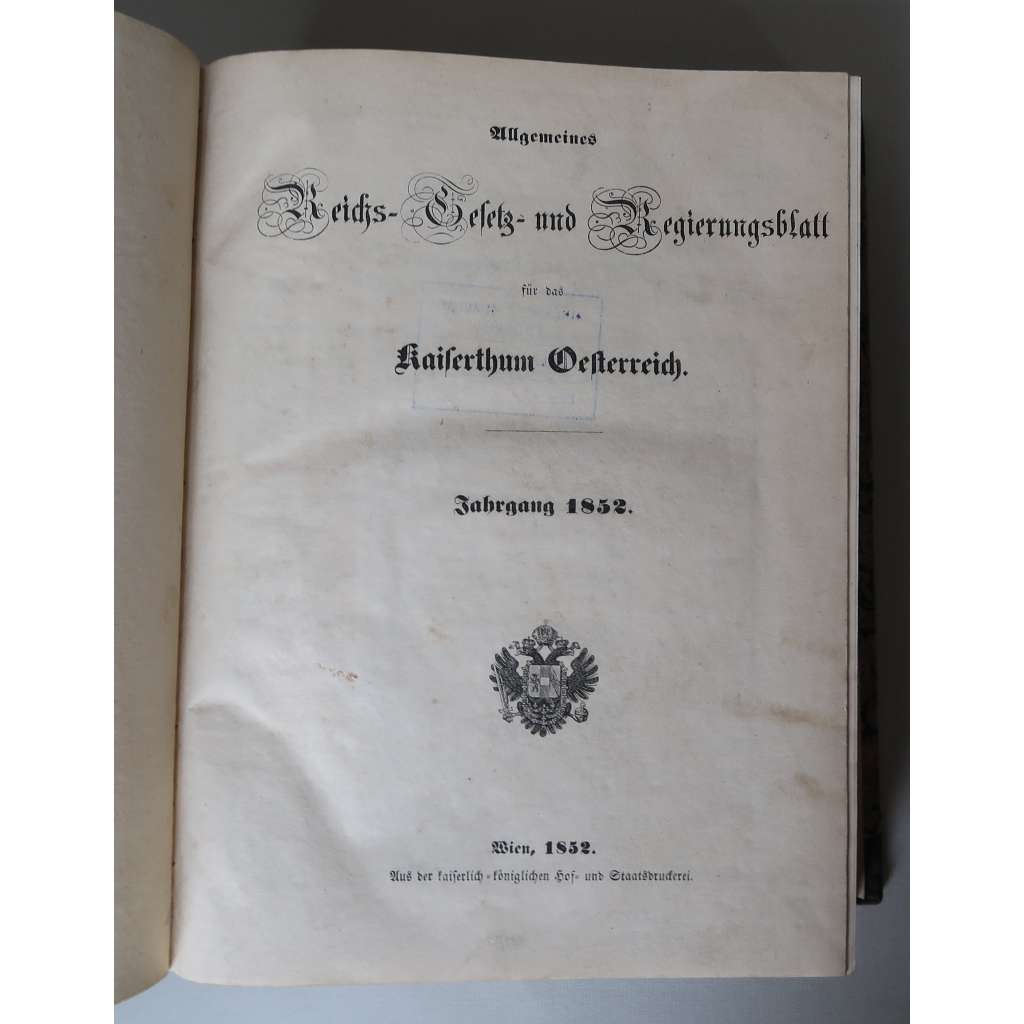 Allgemeines
Reichs-Gesetz- und Regierungsblatt
für das
Kaiserthum Oesterreich.
Jahrgang 1852.
Wien, 1852.
Aus der kaiserlich-königlichen Hof- und Staatsdruckerei.